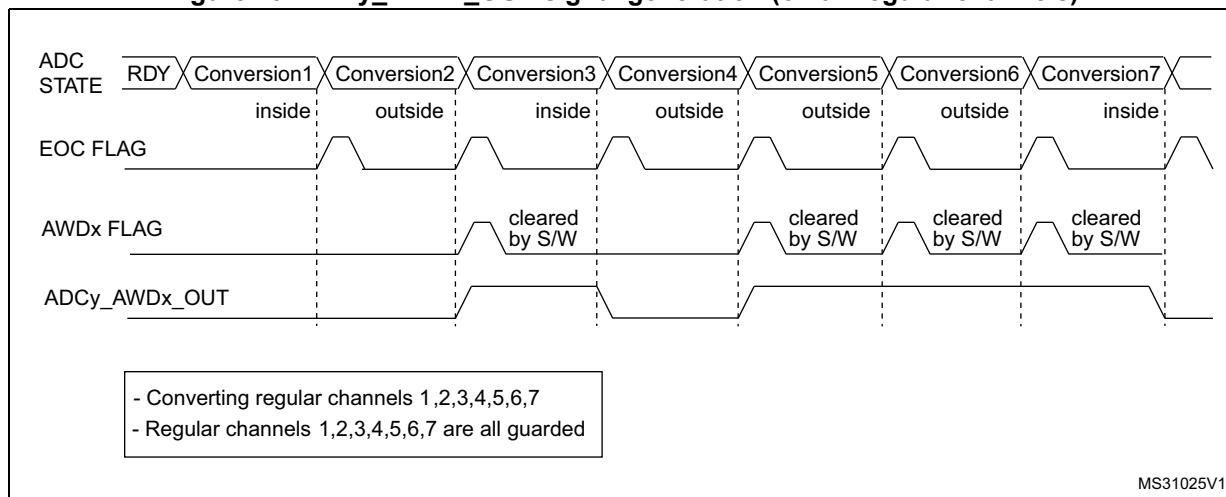 ADC
STATE
RDY Conversion1 Conversion2 Conversion3 Conversion4 Conversion5 Conversion6 Conversion7
inside outside inside outside outside outside inside
EOC FLAG
AWDx FLAG
cleared
by S/W
cleared
by S/W
cleared
by S/W
cleared
by S/W
ADCy_AWDx_OUT
- Converting regular channels 1,2,3,4,5,6,7
- Regular channels 1,2,3,4,5,6,7 are all guarded
MS31025V1